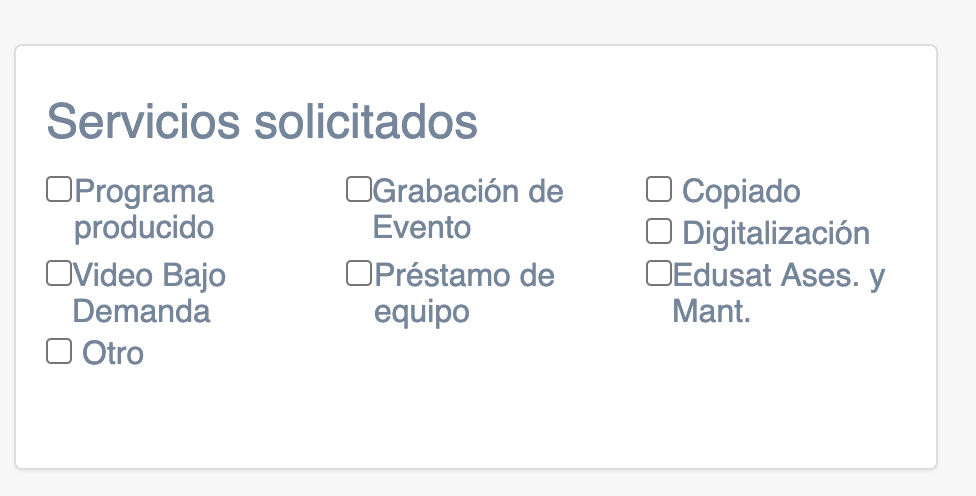 Servicios solicitados
Programa
producido
Grabación de
Evento
Copiado
Digitalización
Video Bajo
Demanda
Préstamo de
equipo
Edusat Ases. y
Mant.
Otro